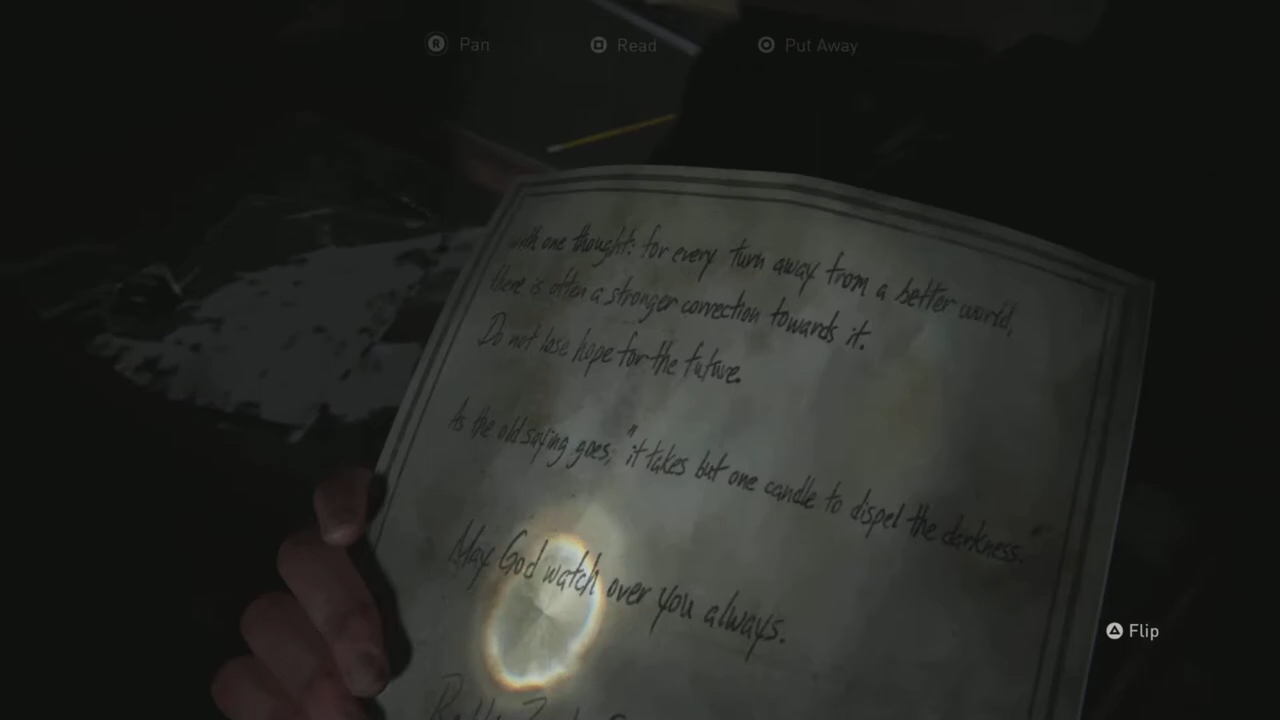 Pan
Read
Put Away
with one thought: for every turn away from a better world,
there is often a stronger correction towards it.
Do not lose hope for the future.
As the old saying goes, "it takes but one candle to dispel the darkness."
May God watch over you always.
Flip